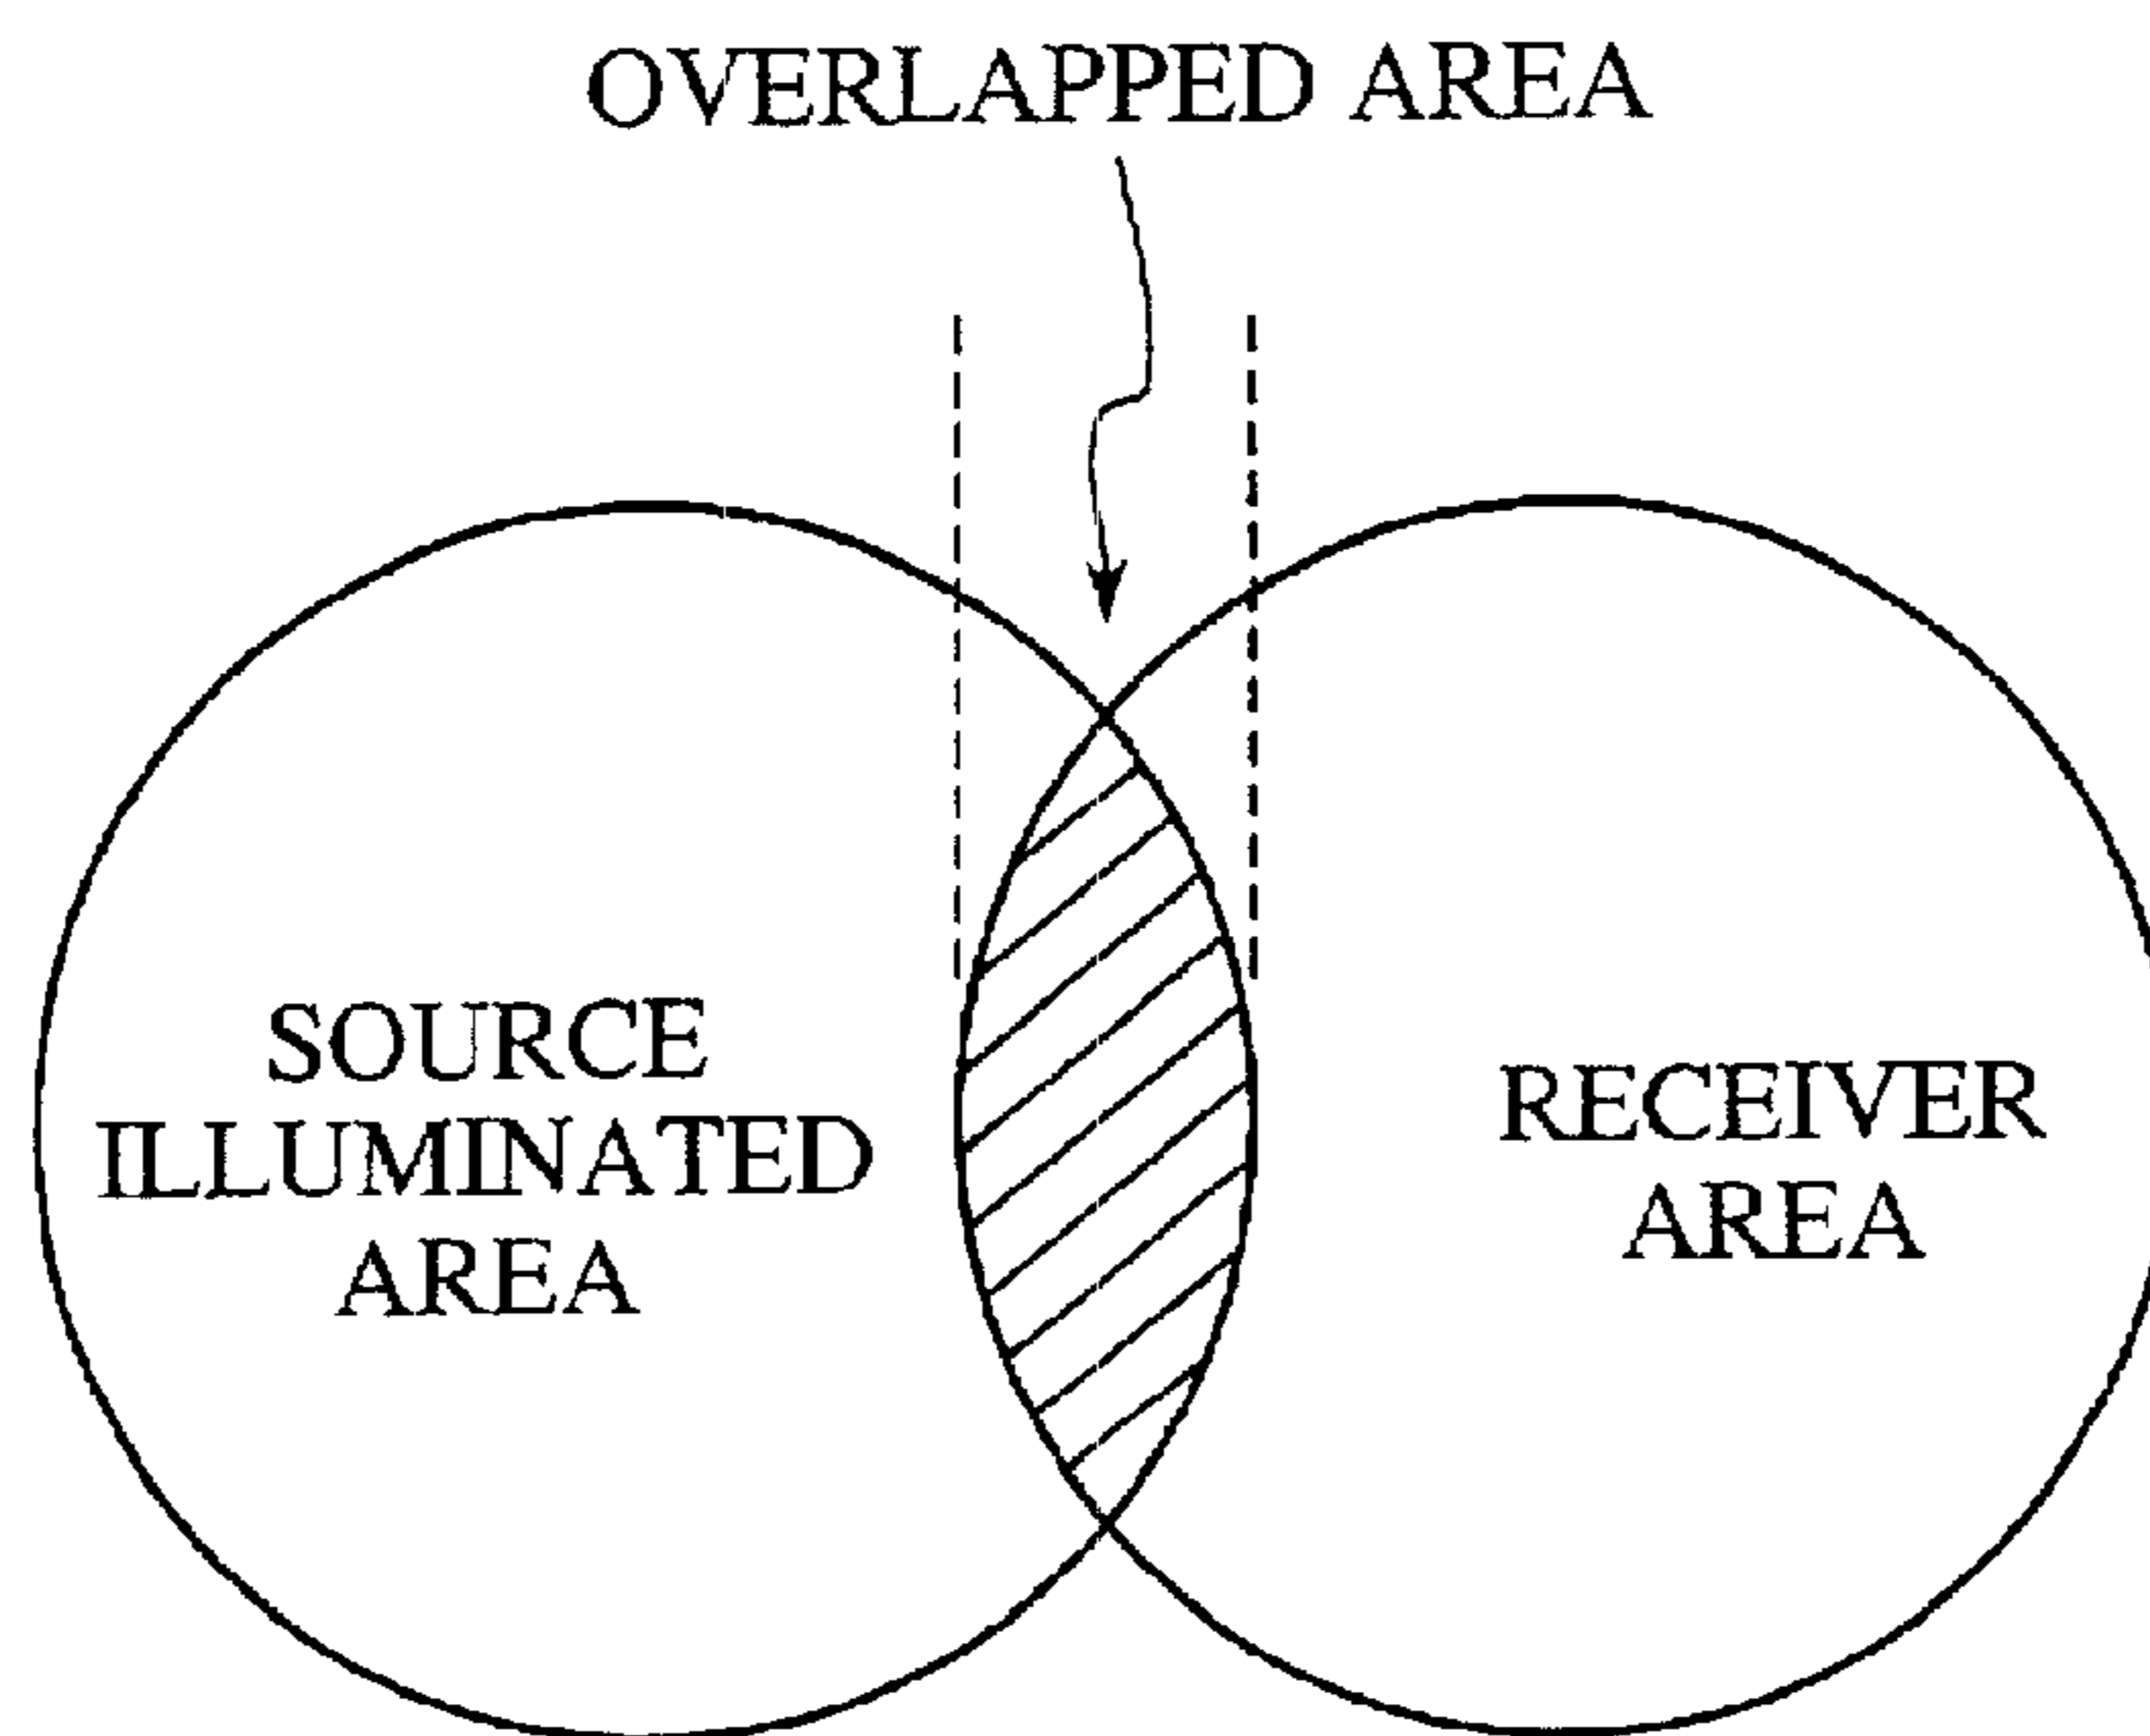 OVERLAPPED AREA
SOURCE
ILLUMINATED
AREA
RECEIVER
AREA